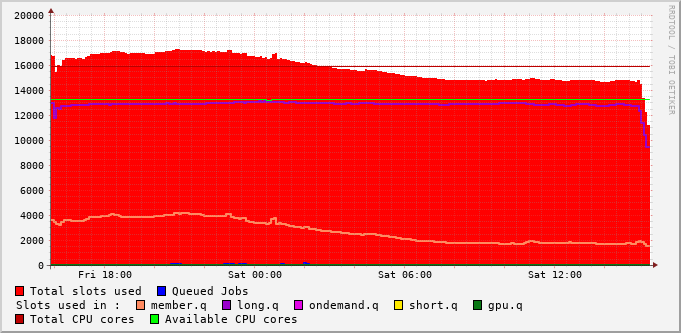 20000
18000
16000
14000
12000
10000
8000
6000
4000
2000
0
Fri 18:00 Sat 00:00 Sat 06:00 Sat 12:00
RRDTOOL / TOBI OETIKER
Total slots used Queued Jobs
Slots used in : member.q long.q ondemand.q short.q gpu.q
Total CPU cores Available CPU cores